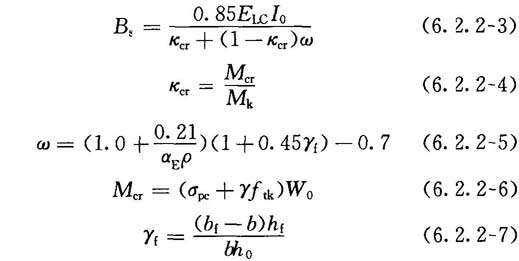 B_s = 0.85E_LC I_0 / (κ_cr + (1－κ_cr)ω) (6.2.2-3)
κ_cr = M_cr / M_k (6.2.2-4)
ω = (1.0 + 0.21 / (α_E ρ))(1 + 0.45γ_f) － 0.7 (6.2.2-5)
M_cr = (σ_pc + γf_tk)W_0 (6.2.2-6)
γ_f = (b_f － b)h_f / (bh_0) (6.2.2-7)